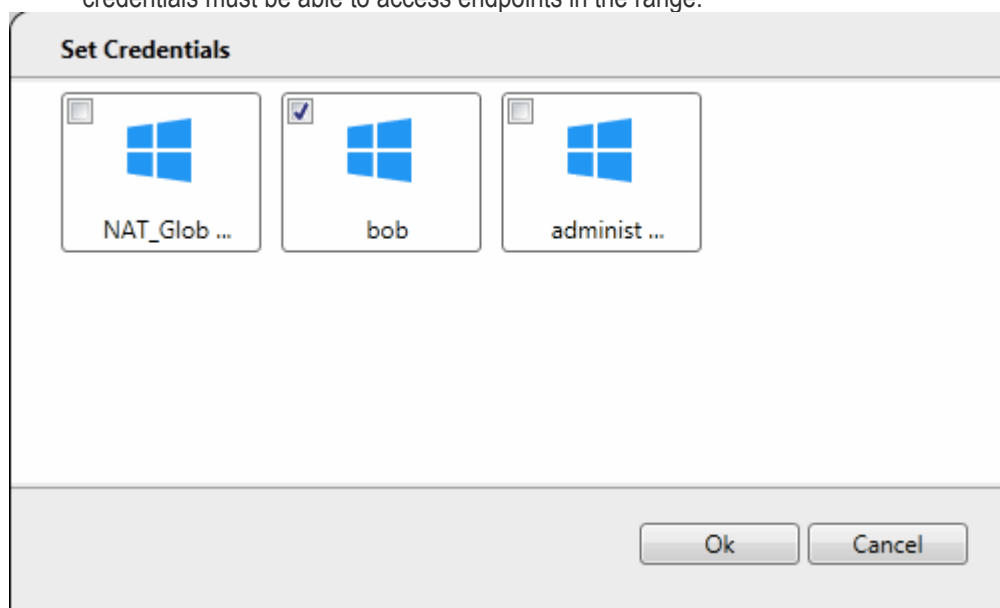 credentials must be able to access endpoints in the range.
Set Credentials
NAT_Glob ...
bob
administ ...
Ok
Cancel